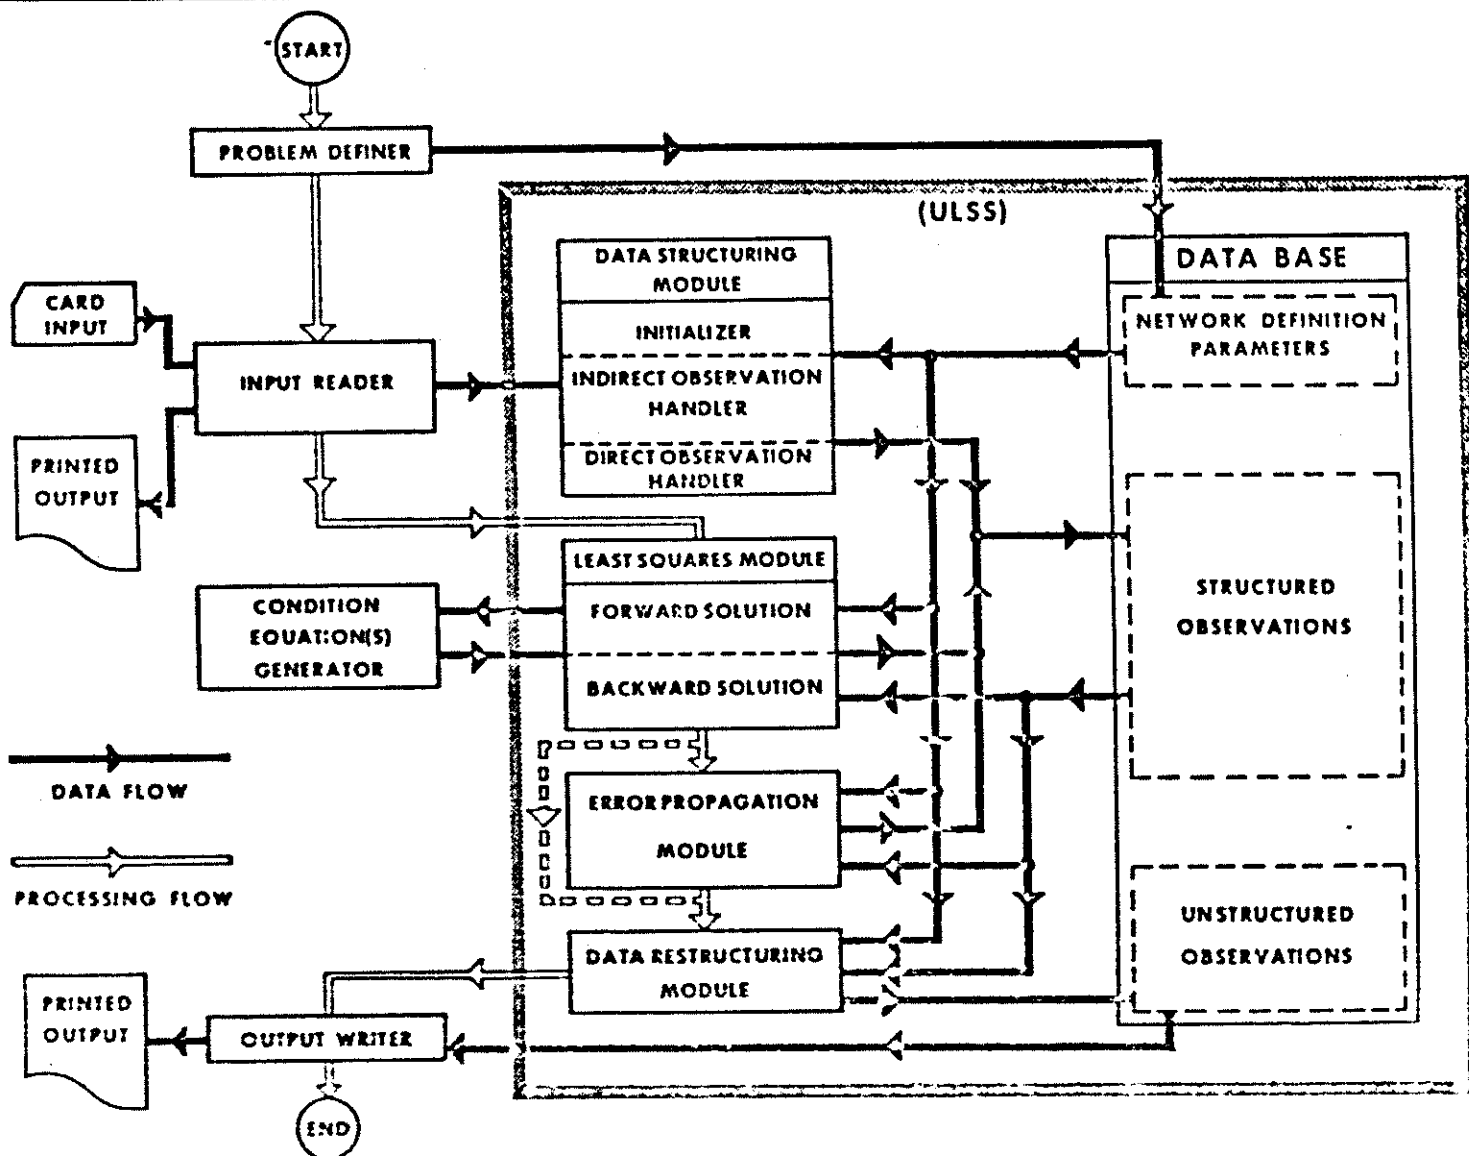 START
PROBLEM DEFINER
(ULSS)
DATA STRUCTURING
MODULE
INITIALIZER
INDIRECT OBSERVATION
HANDLER
DIRECT OBSERVATION
HANDLER
DATA BASE
NETWORK DEFINITION
PARAMETERS
CARD
INPUT
INPUT READER
PRINTED
OUTPUT
LEAST SQUARES MODULE
FORWARD SOLUTION
BACKWARD SOLUTION
STRUCTURED
OBSERVATIONS
CONDITION
EQUATION(S)
GENERATOR
DATA FLOW
PROCESSING FLOW
ERROR PROPAGATION
MODULE
UNSTRUCTURED
OBSERVATIONS
DATA RESTRUCTURING
MODULE
PRINTED
OUTPUT
OUTPUT WRITER
END